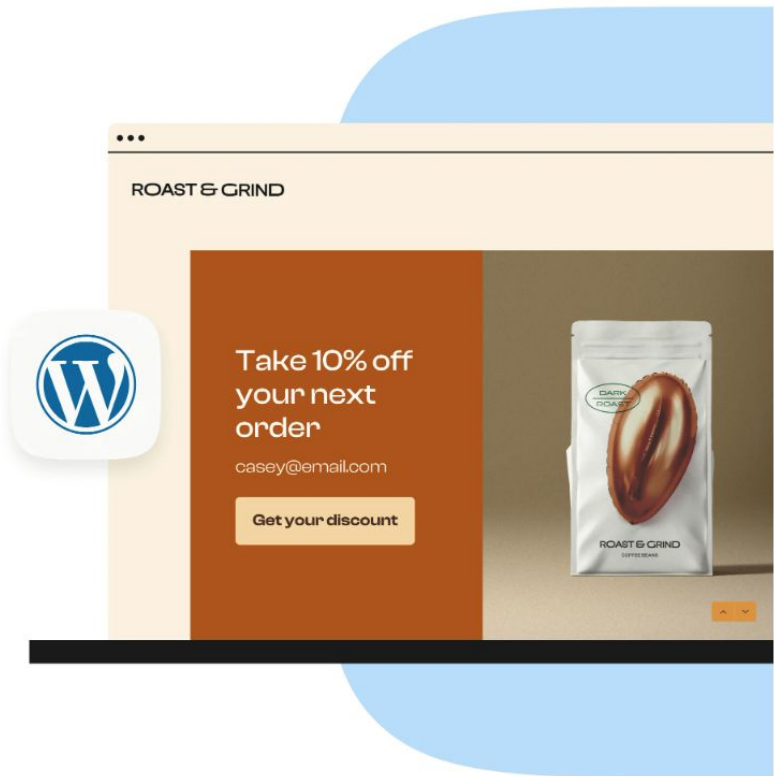 ROAST & GRIND
Take 10% off
your next
order
casey@email.com
Get your discount
DARK
ROAST
ROAST & GRIND
COFFEE BEANS